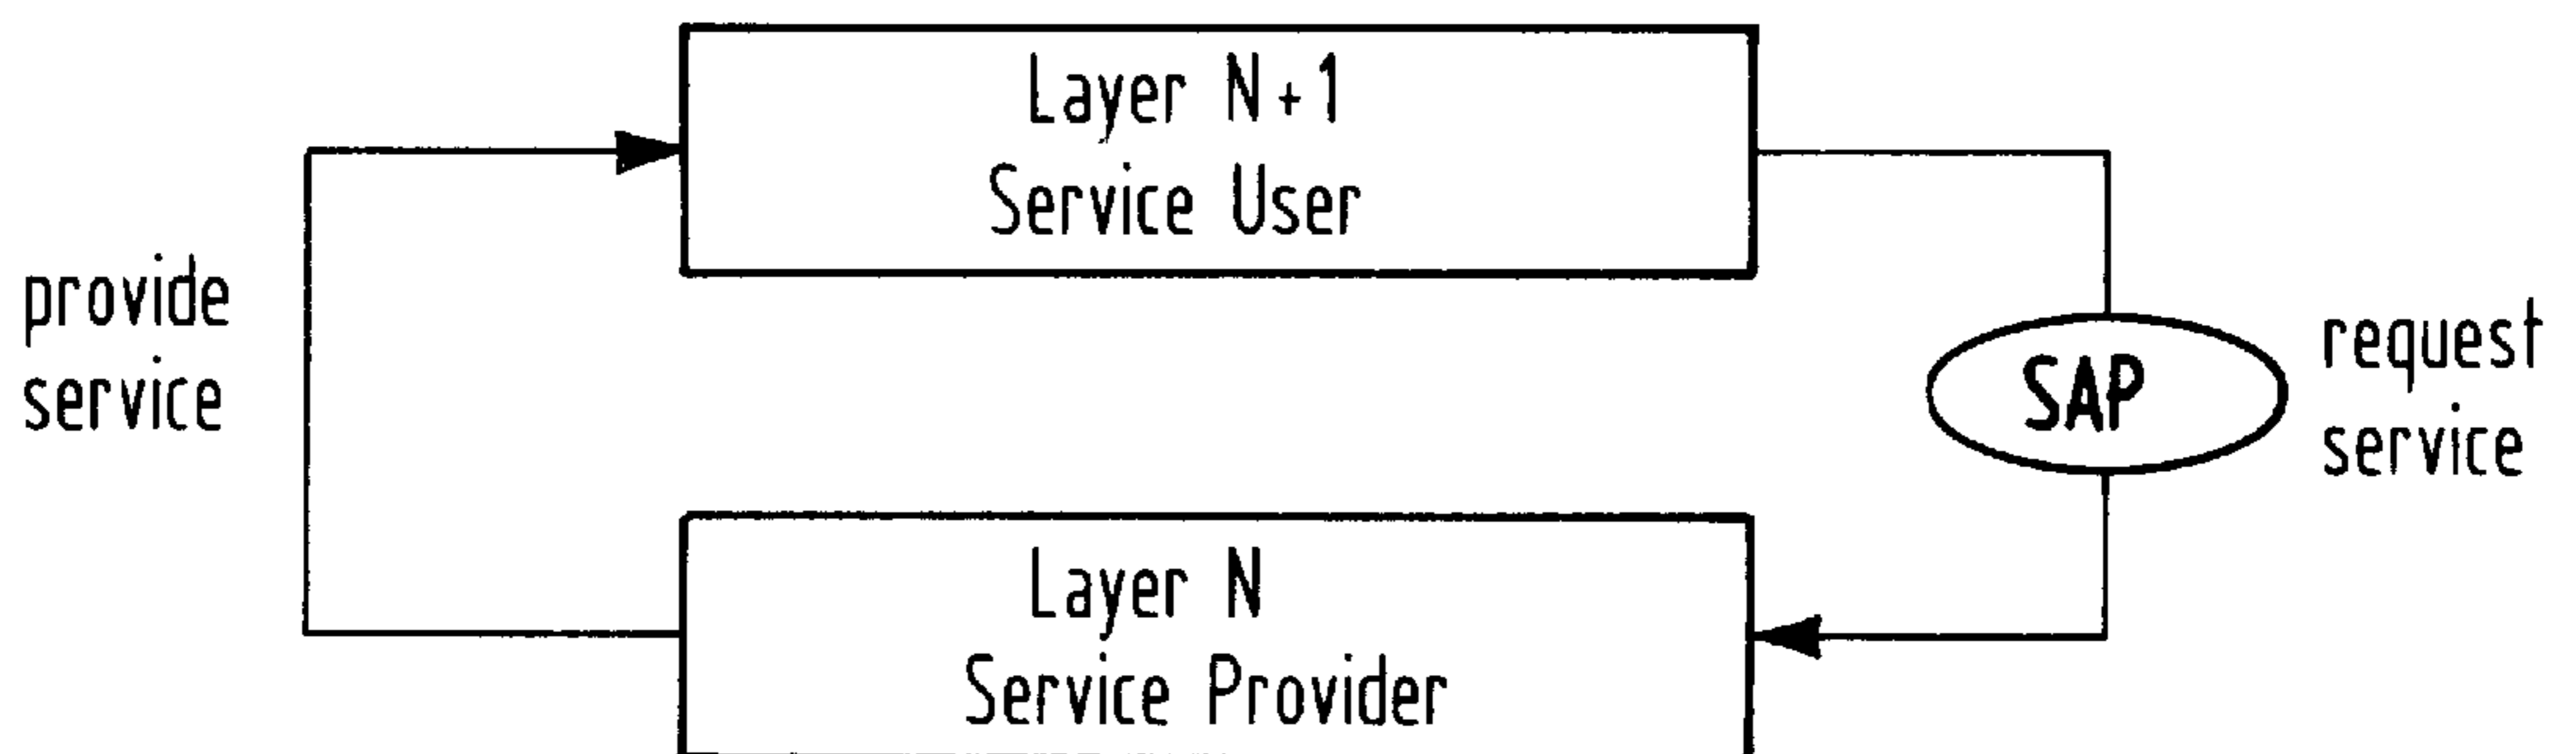 Layer N+1
Service User
provide
service
SAP
request
service
Layer N
Service Provider